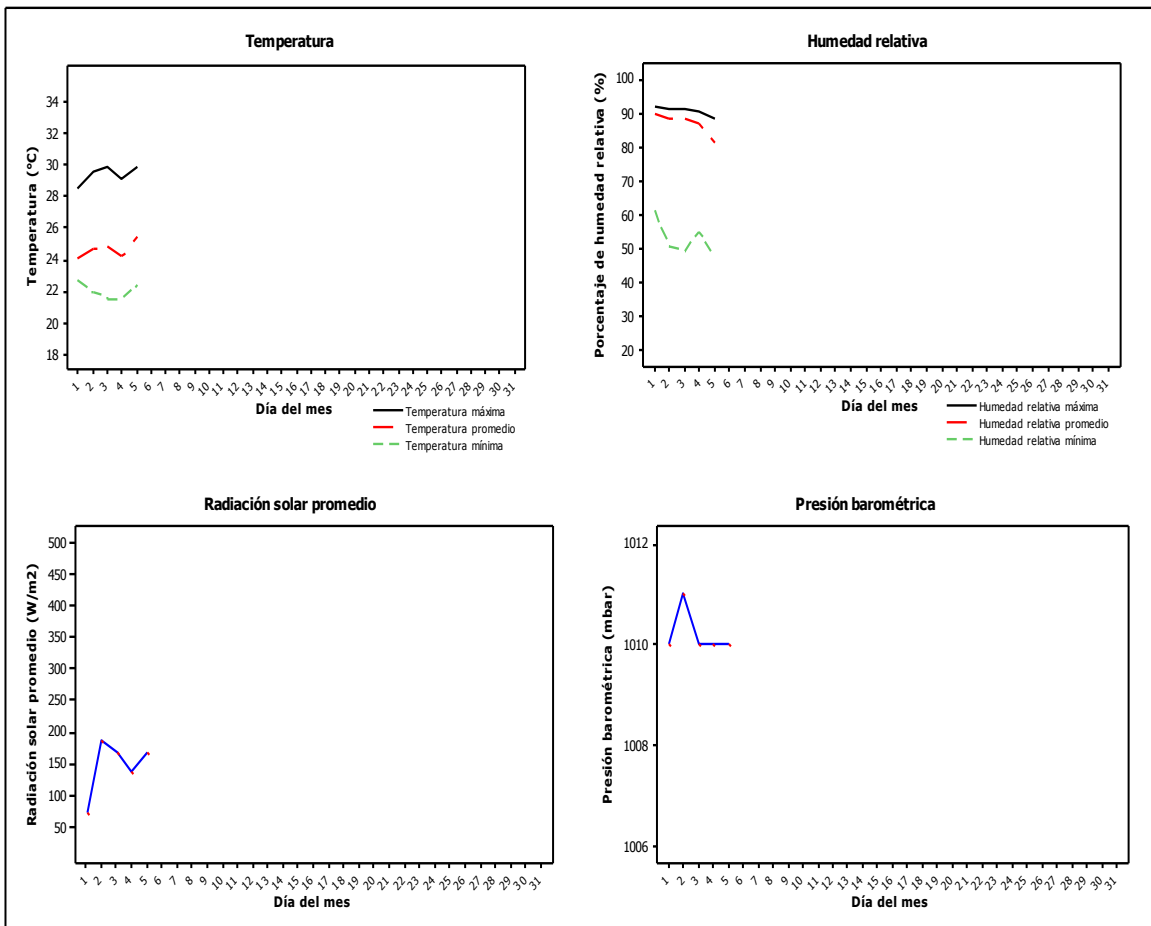 Temperatura
Temperatura (°C)
34
32
30
28
26
24
22
20
18
1 2 3 4 5 6 7 8 9 10 11 12 13 14 15 16 17 18 19 20 21 22 23 24 25 26 27 28 29 30 31
Día del mes
Temperatura máxima
Temperatura promedio
Temperatura mínima
Humedad relativa
Porcentaje de humedad relativa (%)
100
90
80
70
60
50
40
30
20
1 2 3 4 5 6 7 8 9 10 11 12 13 14 15 16 17 18 19 20 21 22 23 24 25 26 27 28 29 30 31
Día del mes
Humedad relativa máxima
Humedad relativa promedio
Humedad relativa mínima
Radiación solar promedio
Radiación solar promedio (W/m2)
500
450
400
350
300
250
200
150
100
50
1 2 3 4 5 6 7 8 9 10 11 12 13 14 15 16 17 18 19 20 21 22 23 24 25 26 27 28 29 30 31
Día del mes
Presión barométrica
Presión barométrica (mbar)
1012
1010
1008
1006
1 2 3 4 5 6 7 8 9 10 11 12 13 14 15 16 17 18 19 20 21 22 23 24 25 26 27 28 29 30 31
Día del mes